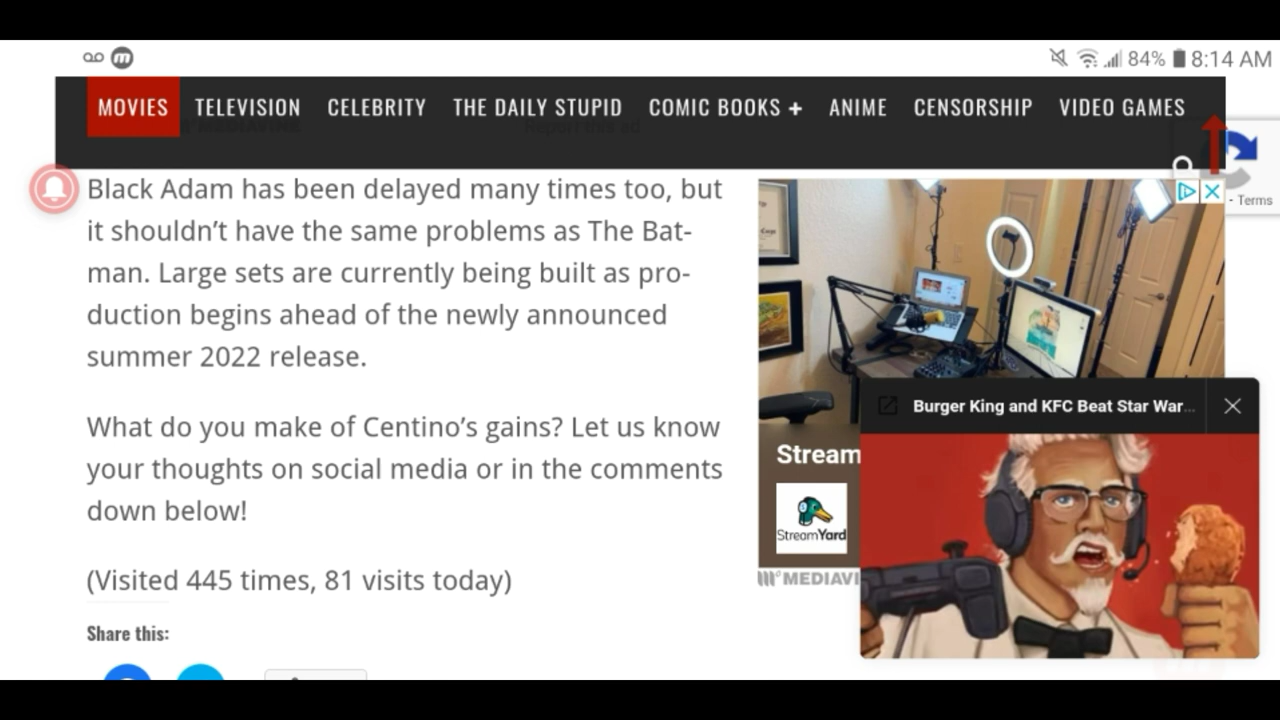 84% 8:14 AM
MOVIES TELEVISION CELEBRITY THE DAILY STUPID COMIC BOOKS + ANIME CENSORSHIP VIDEO GAMES
Report this ad
Black Adam has been delayed many times too, but
it shouldn’t have the same problems as The Bat-
man. Large sets are currently being built as pro-
duction begins ahead of the newly announced
summer 2022 release.
What do you make of Centino’s gains? Let us know
your thoughts on social media or in the comments
down below!
(Visited 445 times, 81 visits today)
Share this:
- Terms
Stream
StreamYard
MEDIAVI
Burger King and KFC Beat Star War...